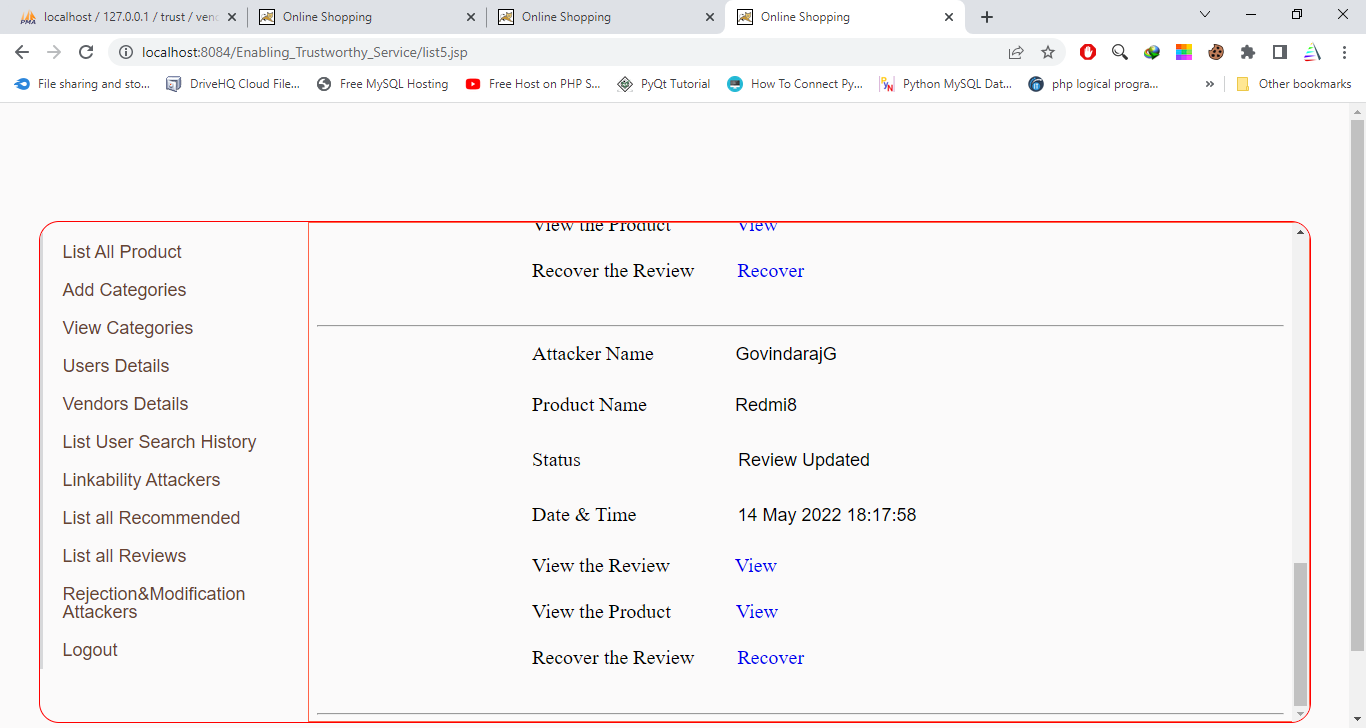 localhost / 127.0.0.1 / trust / ven
Online Shopping
Online Shopping
Online Shopping
localhost:8084/Enabling_Trustworthy_Service/list5.jsp
File sharing and sto...
DriveHQ Cloud File...
Free MySQL Hosting
Free Host on PHP S...
PyQt Tutorial
How To Connect Py...
Python MySQL Dat...
php logical progra...
»
Other bookmarks
List All Product
Add Categories
View Categories
Users Details
Vendors Details
List User Search History
Linkability Attackers
List all Recommended
List all Reviews
Rejection&Modification
Attackers
Logout
View the Product View
Recover the Review Recover
Attacker Name GovindarajG
Product Name Redmi8
Status Review Updated
Date & Time 14 May 2022 18:17:58
View the Review View
View the Product View
Recover the Review Recover